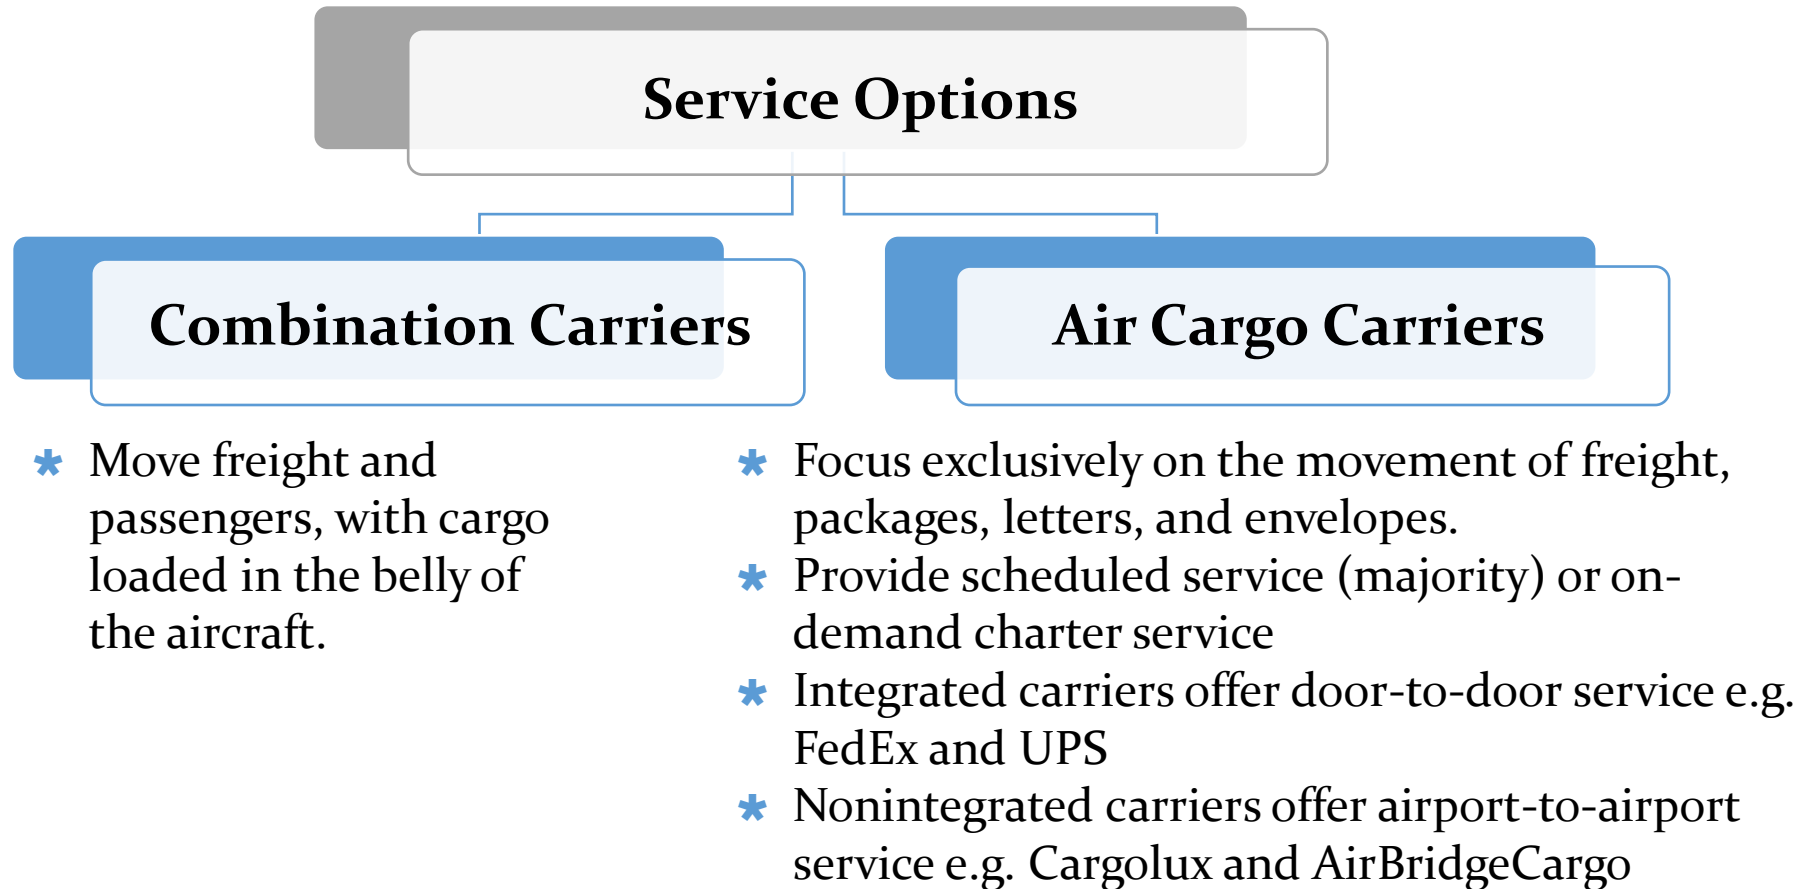 Service Options
Combination Carriers
Air Cargo Carriers
* Move freight and
passengers, with cargo
loaded in the belly of
the aircraft.
* Focus exclusively on the movement of freight,
packages, letters, and envelopes.
* Provide scheduled service (majority) or on-
demand charter service
* Integrated carriers offer door-to-door service e.g.
FedEx and UPS
* Nonintegrated carriers offer airport-to-airport
service e.g. Cargolux and AirBridgeCargo